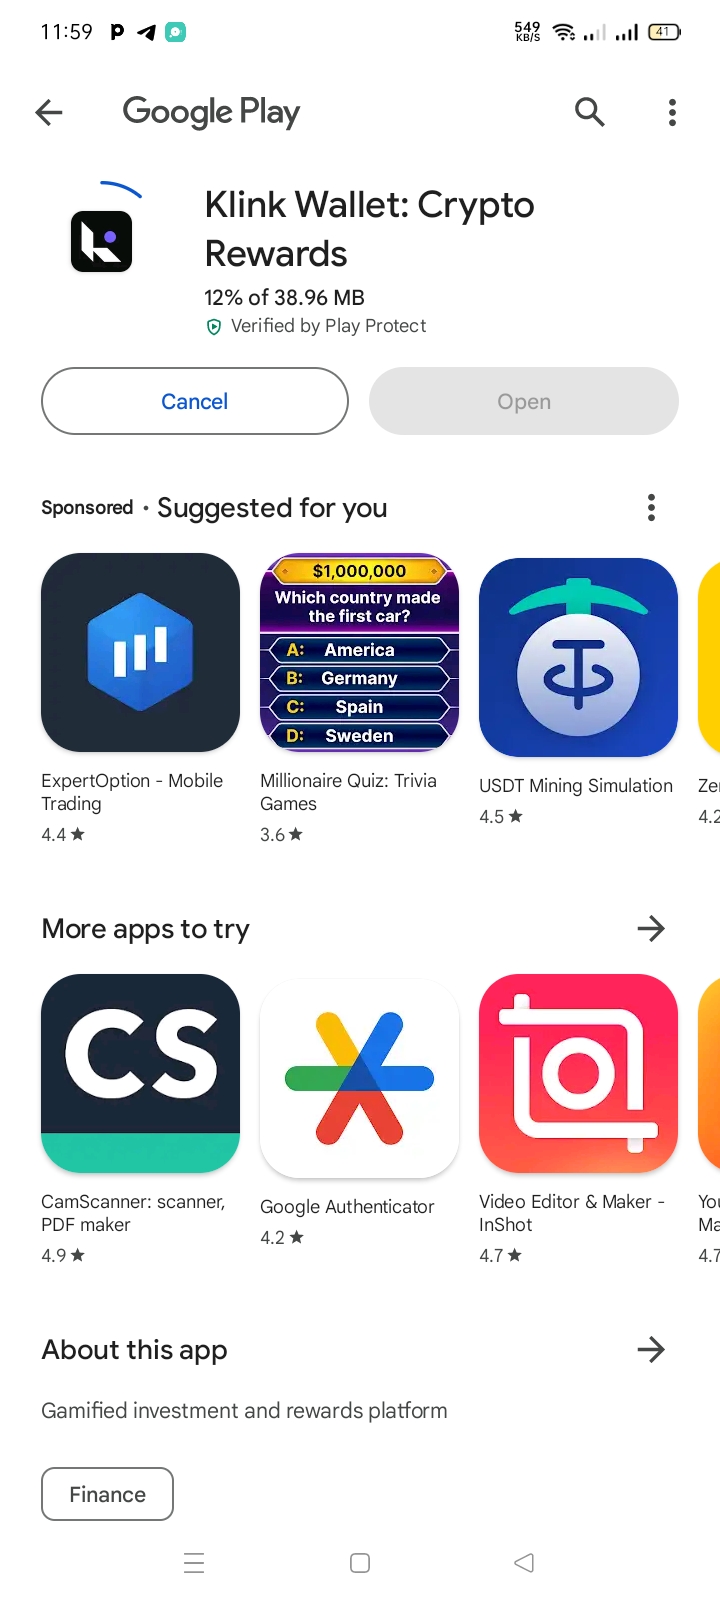 11:59
549
KB/S
41
Google Play
Klink Wallet: Crypto
Rewards
12% of 38.96 MB
Verified by Play Protect
Cancel
Open
Sponsored · Suggested for you
$1,000,000
Which country made
the first car?
A: America
B: Germany
C: Spain
D: Sweden
ExpertOption - Mobile
Trading
4.4 ★
Millionaire Quiz: Trivia
Games
3.6 ★
USDT Mining Simulation
4.5 ★
Zer
4.2
More apps to try
CS
CamScanner: scanner,
PDF maker
4.9 ★
Google Authenticator
4.2 ★
Video Editor & Maker -
InShot
4.7 ★
You
Ma
4.7
About this app
Gamified investment and rewards platform
Finance